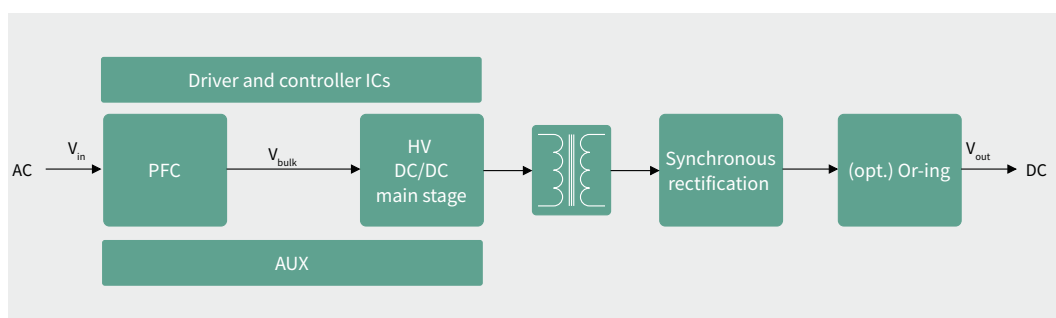 Driver and controller ICs
AC
Vin
PFC
Vbulk
HV
DC/DC
main stage
Synchronous
rectification
(opt.) Or-ing
Vout
DC
AUX